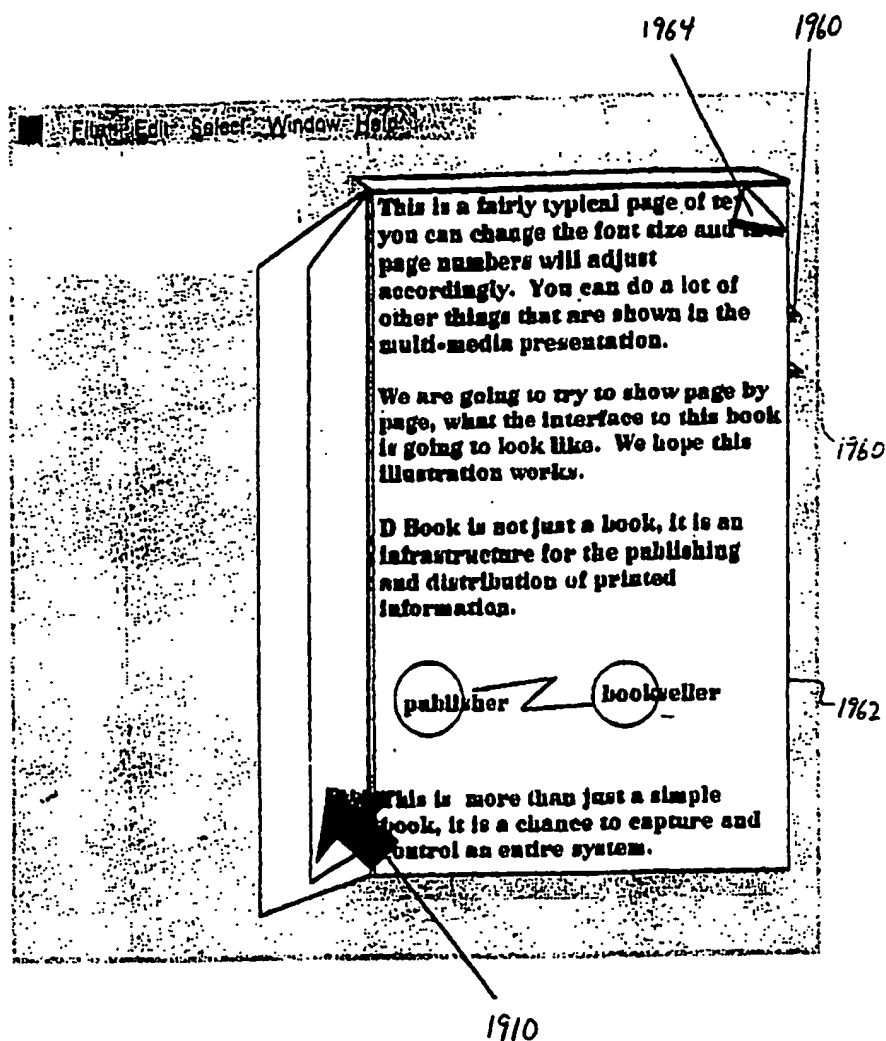 1964
1960
File Edit Select Window Help
This is a fairly typical page of te
you can change the font size and
page numbers will adjust
accordingly. You can do a lot of
other things that are shown in the
multi-media presentation.
We are going to try to show page by
page, what the interface to this book
is going to look like. We hope this
illustration works.
D Book is not just a book, it is an
infrastructure for the publishing
and distribution of printed
information.
publisher bookseller
This is more than just a simple
book, it is a chance to capture and
control an entire system.
1960
1962
1910